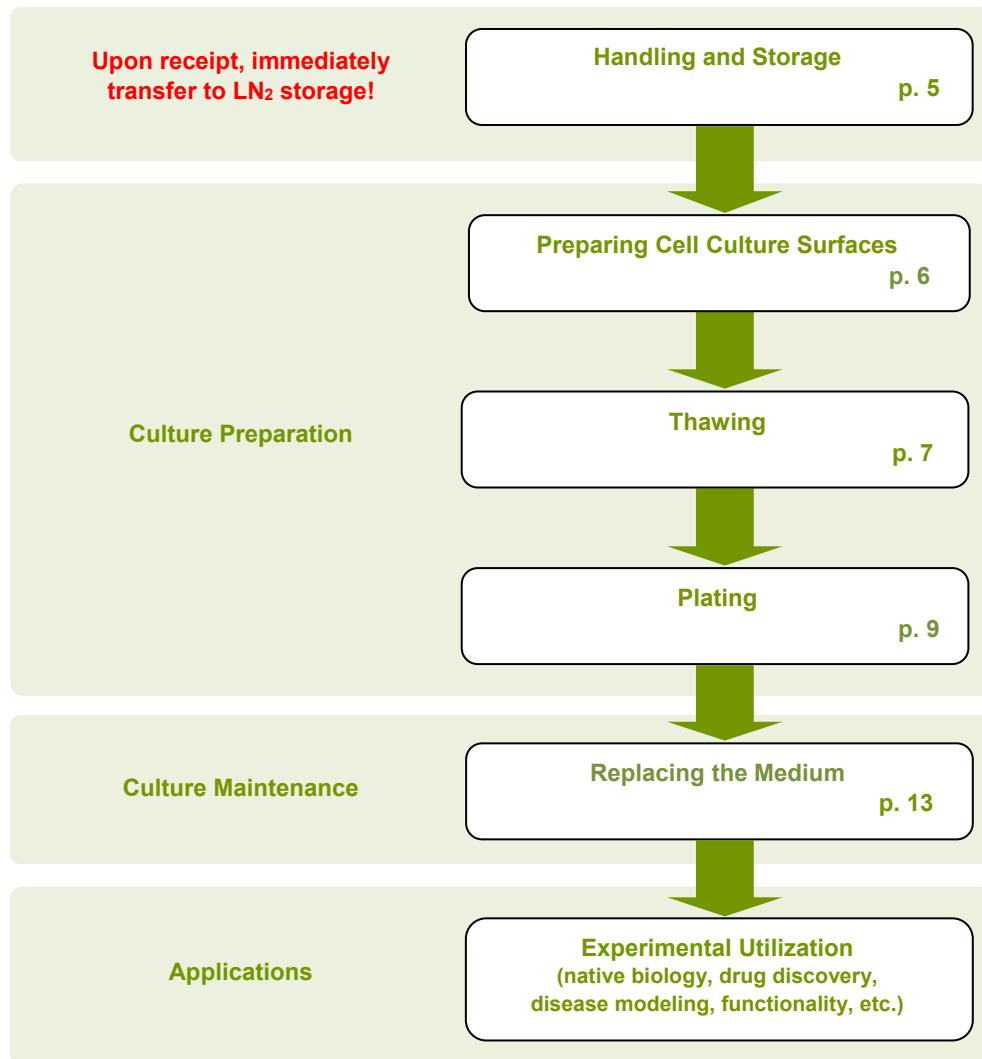 Upon receipt, immediately
transfer to LN₂ storage!
Handling and Storage
p. 5
Culture Preparation
Preparing Cell Culture Surfaces
p. 6
Thawing
p. 7
Plating
p. 9
Culture Maintenance
Replacing the Medium
p. 13
Applications
Experimental Utilization
(native biology, drug discovery,
disease modeling, functionality, etc.)